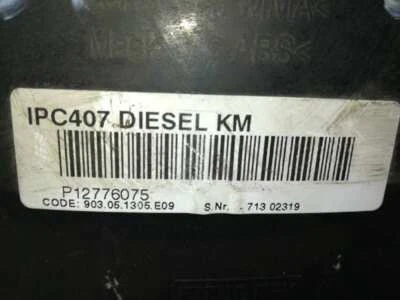 IPC407 DIESEL KM
P12776075
CODE: 903.05.1305.E09 S.Nr. - 713 02319